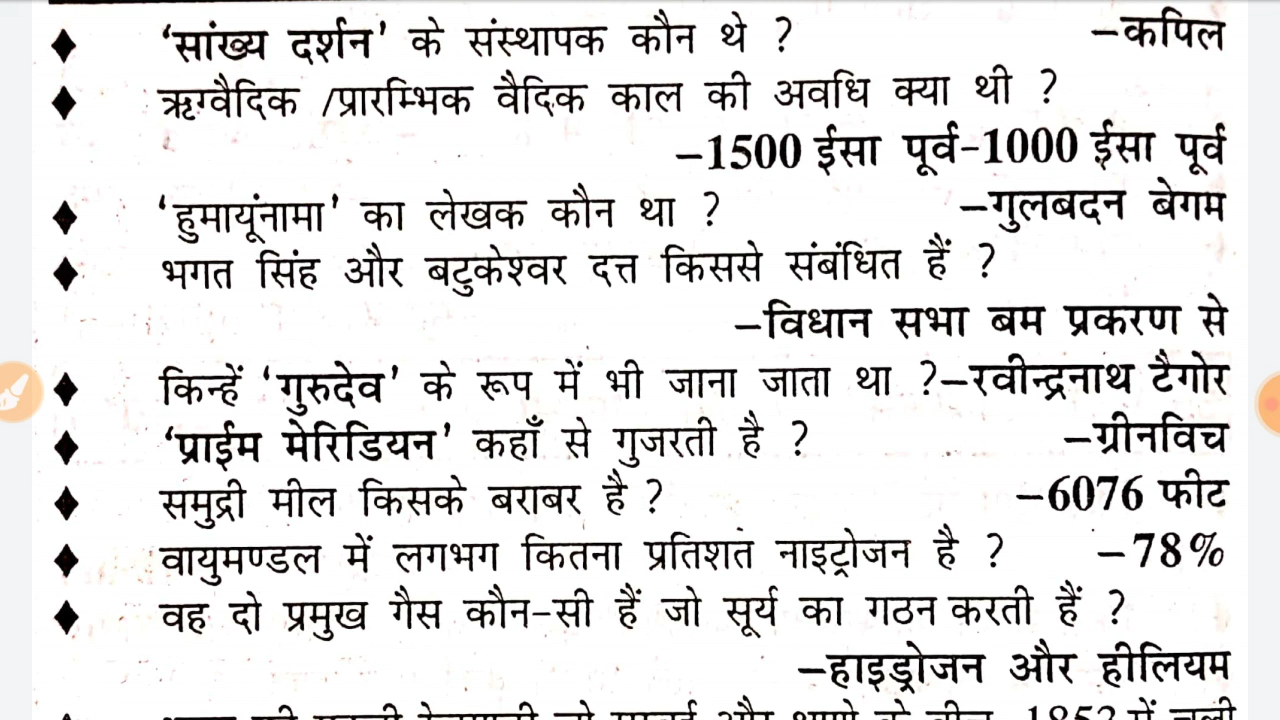 ♦ ‘सांख्य दर्शन’ के संस्थापक कौन थे ? –कपिल
♦ ऋग्वैदिक /प्रारम्भिक वैदिक काल की अवधि क्या थी ?
–1500 ईसा पूर्व-1000 ईसा पूर्व
♦ ‘हुमायूंनामा’ का लेखक कौन था ? –गुलबदन बेगम
♦ भगत सिंह और बटुकेश्वर दत्त किससे संबंधित हैं ?
–विधान सभा बम प्रकरण से
♦ किन्हें ‘गुरुदेव’ के रूप में भी जाना जाता था ?–रवीन्द्रनाथ टैगोर
♦ ‘प्राईम मेरिडियन’ कहाँ से गुजरती है ? –ग्रीनविच
♦ समुद्री मील किसके बराबर है ? –6076 फीट
♦ वायुमण्डल में लगभग कितना प्रतिशत नाइट्रोजन है ? –78%
♦ वह दो प्रमुख गैस कौन-सी हैं जो सूर्य का गठन करती हैं ?
–हाइड्रोजन और हीलियम